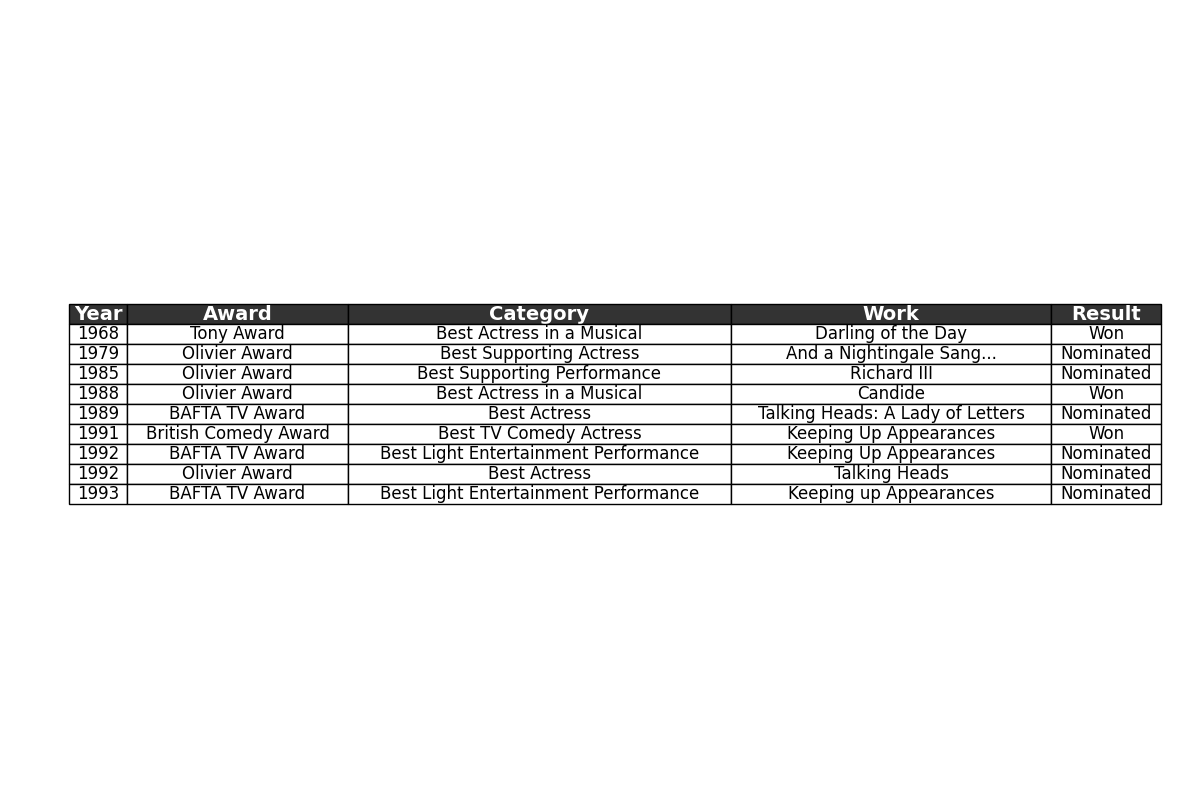 Year Award Category Work Result
1968 Tony Award Best Actress in a Musical Darling of the Day Won
1979 Olivier Award Best Supporting Actress And a Nightingale Sang... Nominated
1985 Olivier Award Best Supporting Performance Richard III Nominated
1988 Olivier Award Best Actress in a Musical Candide Won
1989 BAFTA TV Award Best Actress Talking Heads: A Lady of Letters Nominated
1991 British Comedy Award Best TV Comedy Actress Keeping Up Appearances Won
1992 BAFTA TV Award Best Light Entertainment Performance Keeping Up Appearances Nominated
1992 Olivier Award Best Actress Talking Heads Nominated
1993 BAFTA TV Award Best Light Entertainment Performance Keeping up Appearances Nominated